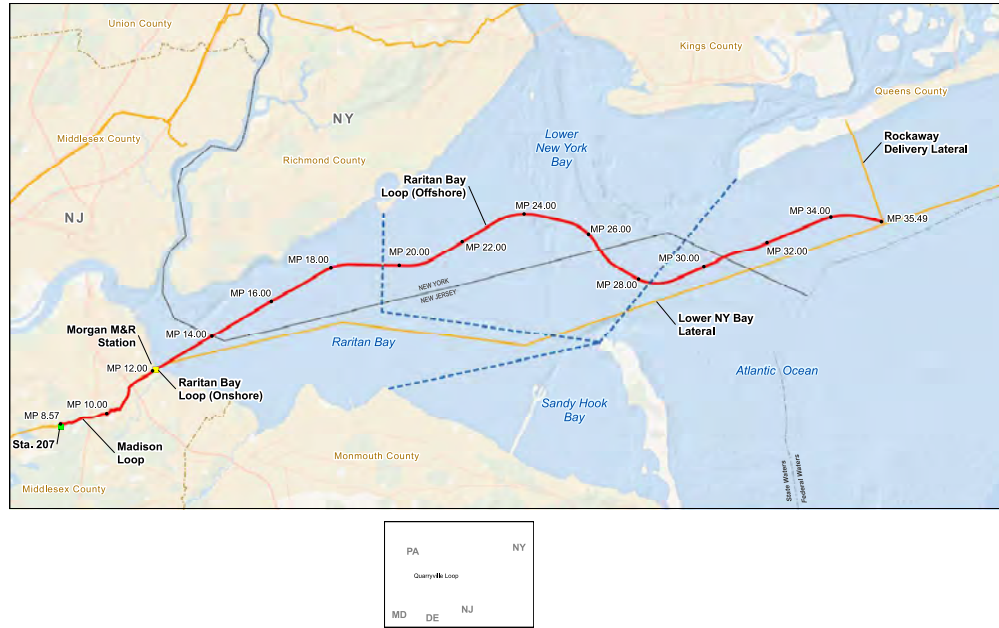 Union County
Kings County
Queens County
NY
Middlesex County
Lower
New York
Bay
Rockaway
Delivery Lateral
Richmond County
Raritan Bay
Loop (Offshore)
NJ
MP 24.00
MP 34.00
MP 35.49
MP 26.00
MP 22.00
MP 20.00
MP 32.00
MP 18.00
MP 30.00
MP 28.00
NEW YORK
NEW JERSEY
MP 16.00
Lower NY Bay
Lateral
Morgan M&R
Station
MP 14.00
Raritan Bay
MP 12.00
Raritan Bay
Loop (Onshore)
Atlantic Ocean
MP 10.00
MP 8.57
Sandy Hook
Bay
Sta. 207
Madison
Loop
Monmouth County
State Waters
Federal Waters
Middlesex County
PA
NY
Quarryville Loop
MD
DE
NJ